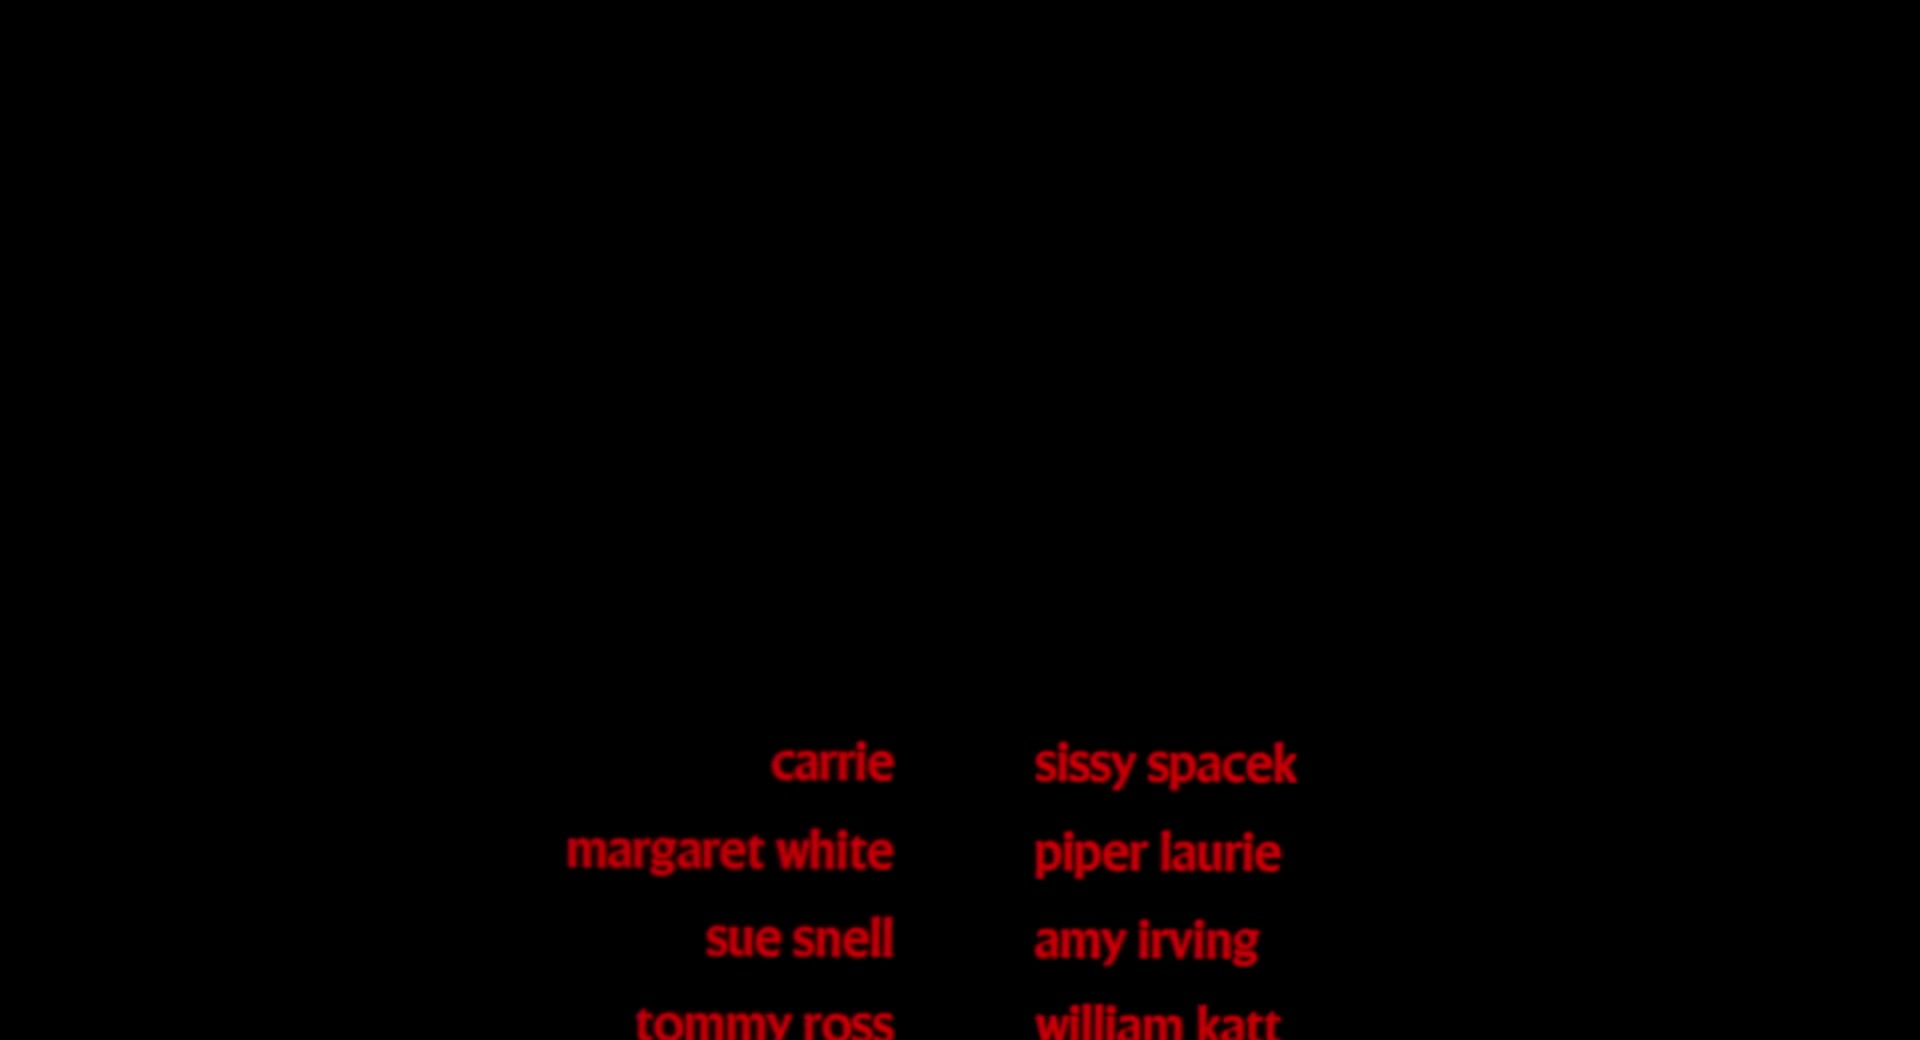 carrie sissy spacek
margaret white piper laurie
sue snell amy irving
tommy ross william katt